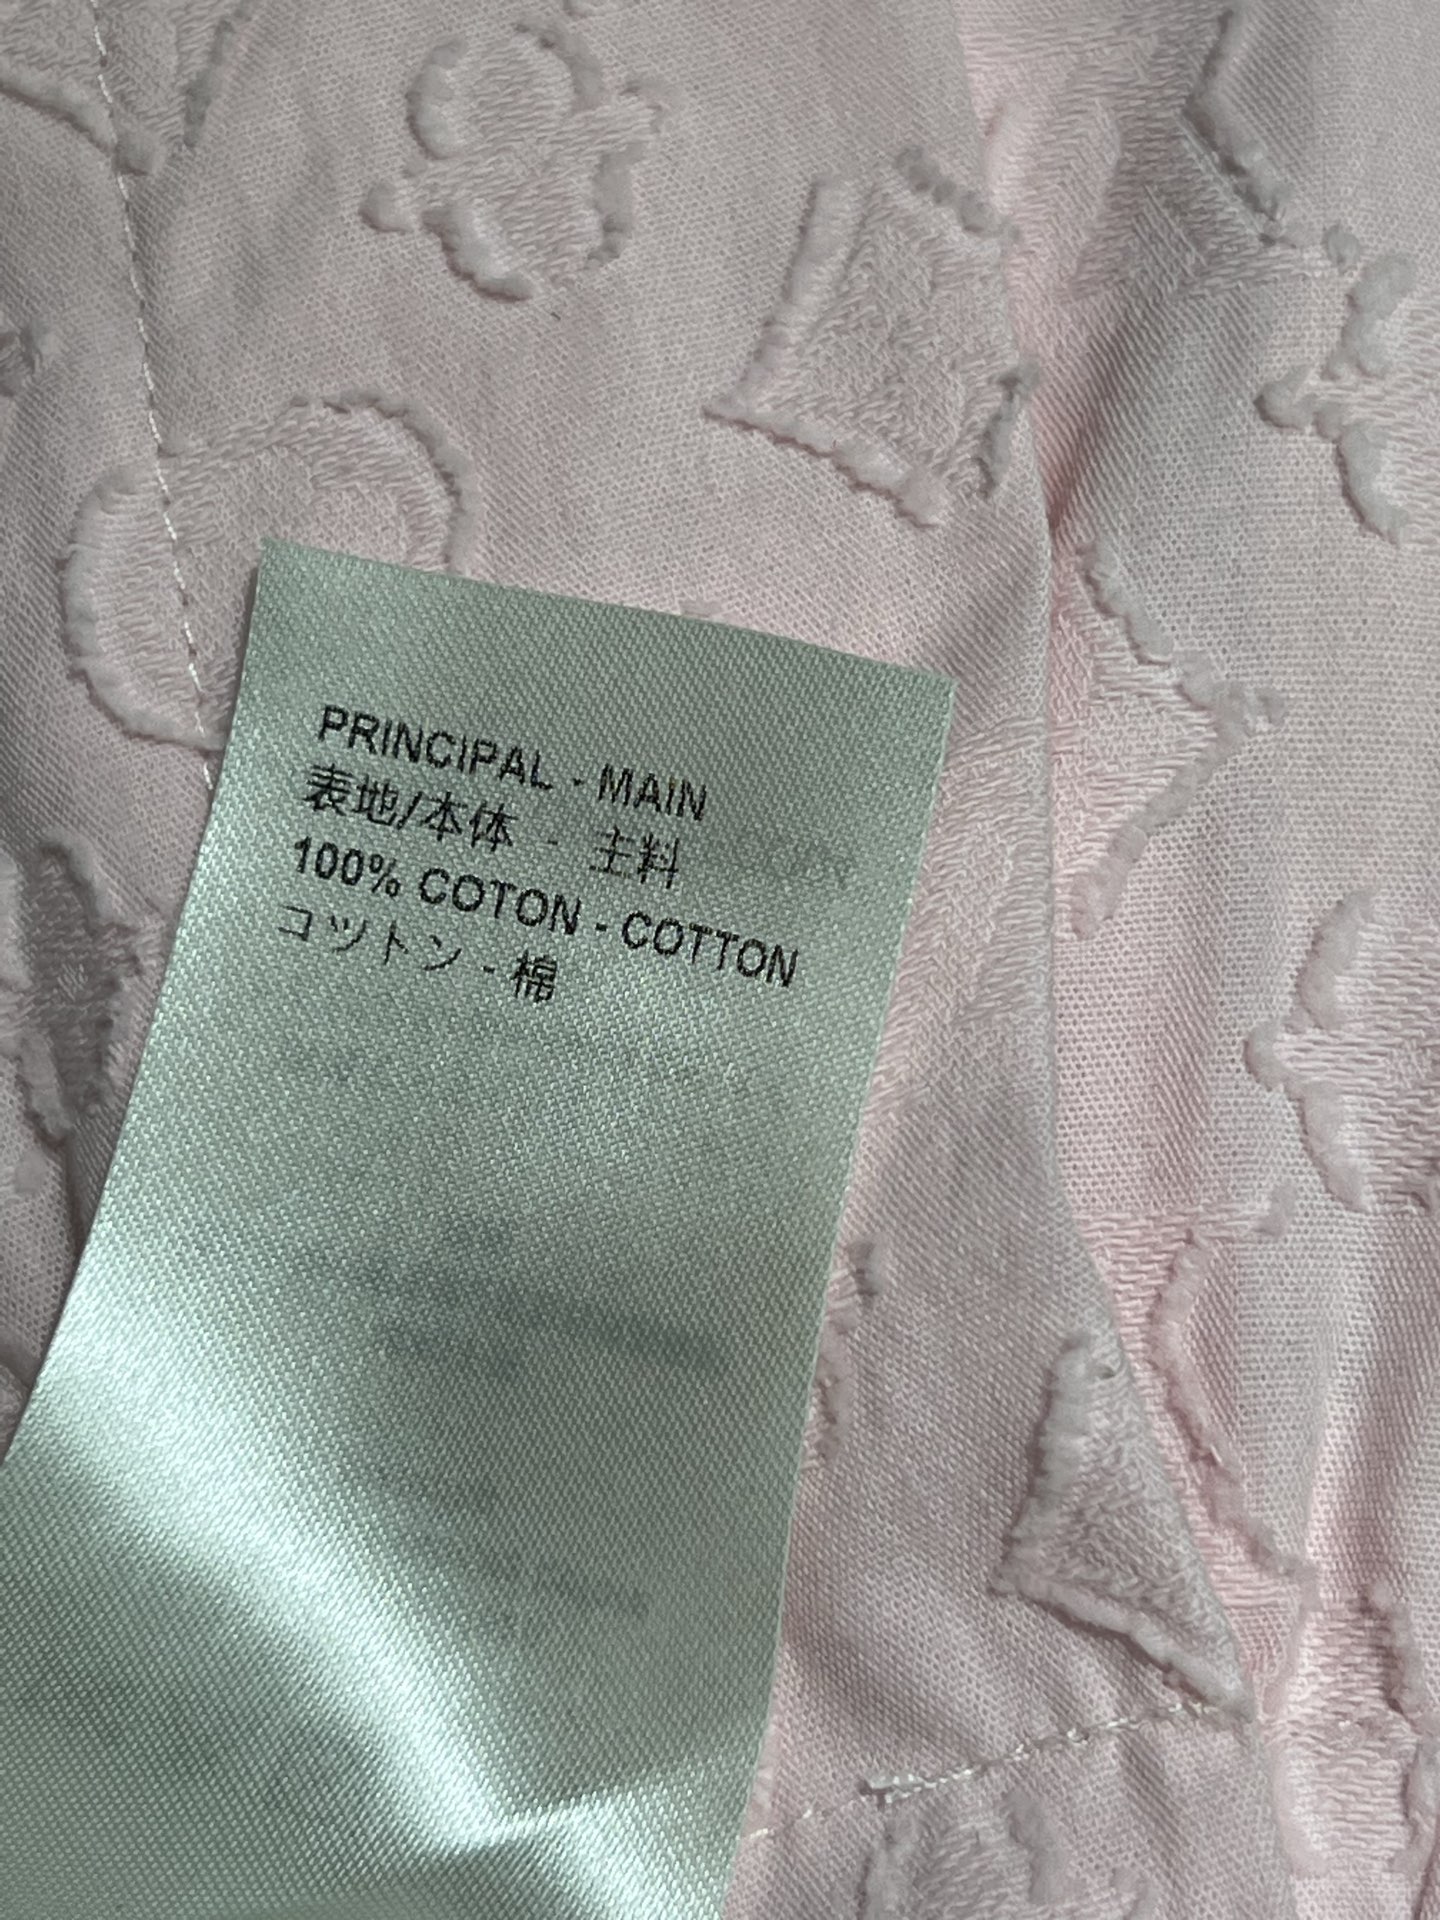 PRINCIPAL - MAIN
表地/本体 - 主料
100% COTON - COTTON
コットン - 棉